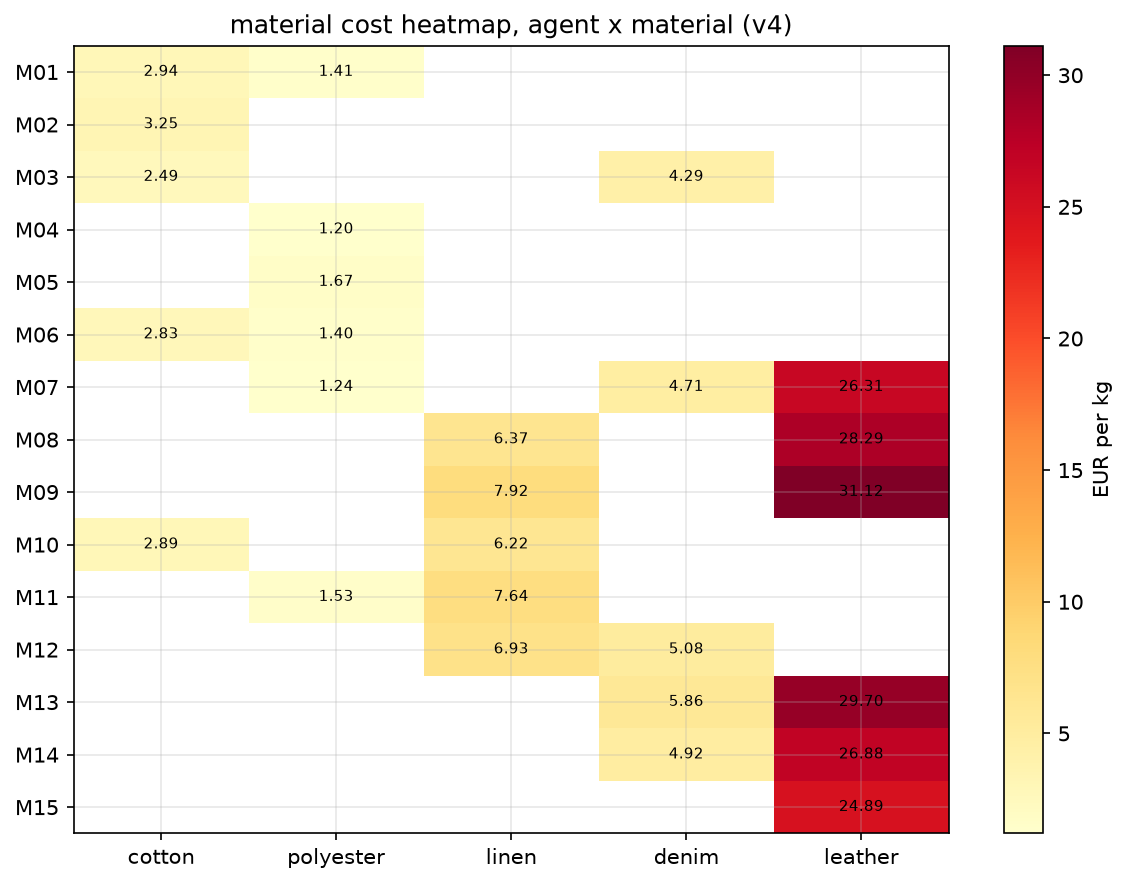 material cost heatmap, agent x material (v4)
M01 2.94 1.41
M02 3.25
M03 2.49 4.29
M04 1.20
M05 1.67
M06 2.83 1.40
M07 1.24 4.71 26.31
M08 6.37 28.29
M09 7.92 31.12
M10 2.89 6.22
M11 1.53 7.64
M12 6.93 5.08
M13 5.86 29.70
M14 4.92 26.88
M15 24.89
cotton polyester linen denim leather
30
25
20
15
10
5
EUR per kg